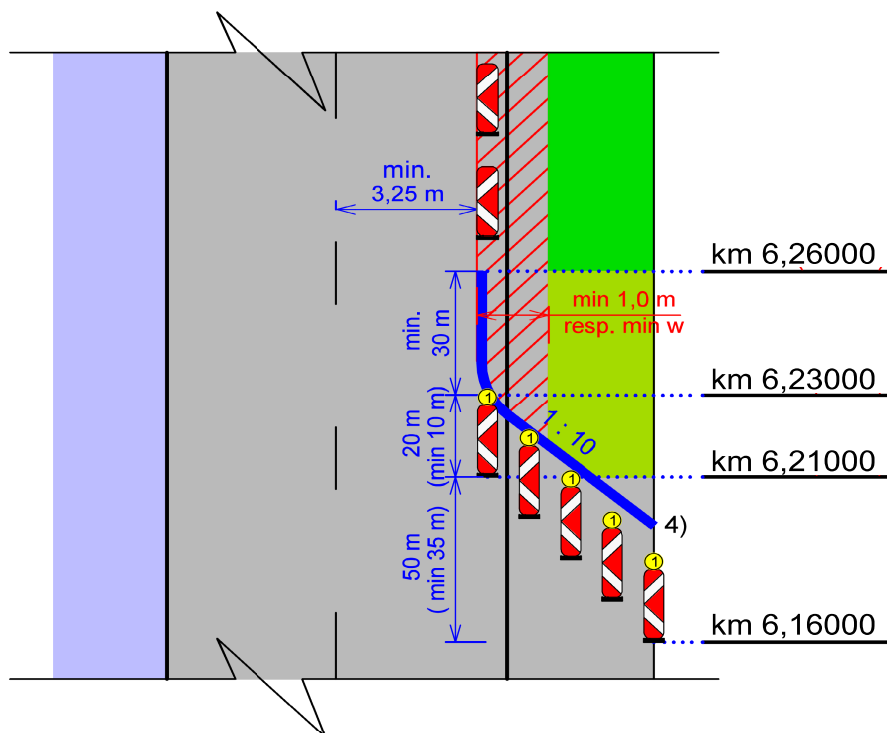 min.
3,25 m
km 6,26000
min 1,0 m
resp. min w
min.
30 m
km 6,23000
1
20 m
(min 10 m)
1 : 10
1
km 6,21000
1
50 m
( min 35 m)
1
4)
1
km 6,16000